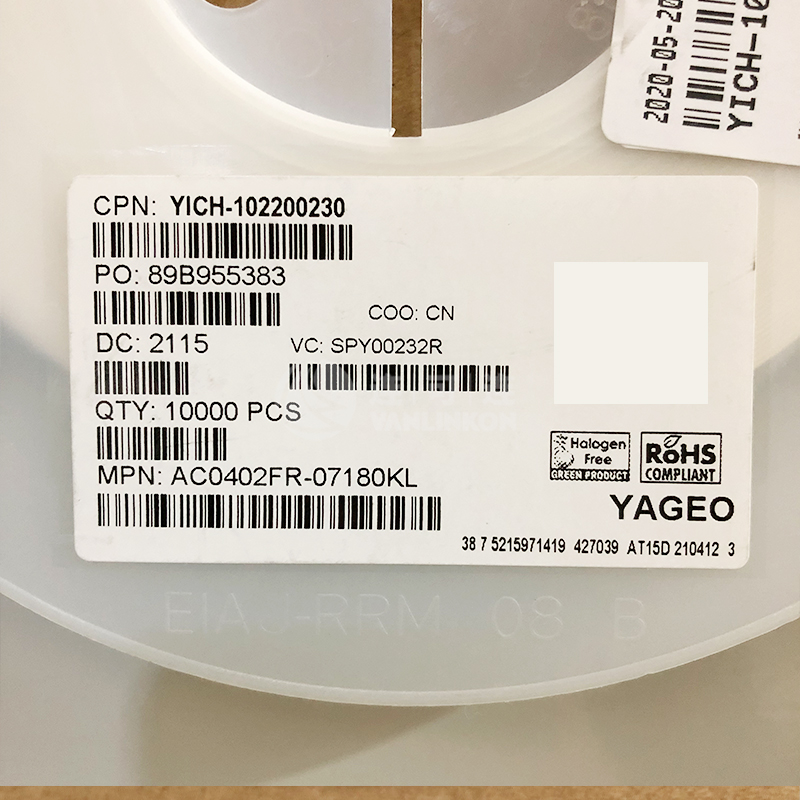 2020-05-20
YICH-10
CPN: YICH-102200230
PO: 89B955383
COO: CN
DC: 2115
VC: SPY00232R
QTY: 10000 PCS
MPN: AC0402FR-07180KL
Halogen
Free
GREEN PRODUCT
RoHS
COMPLIANT
YAGEO
38 7 5215971419 427039 AT15D 210412 3
EIAJ-RRM 08 B